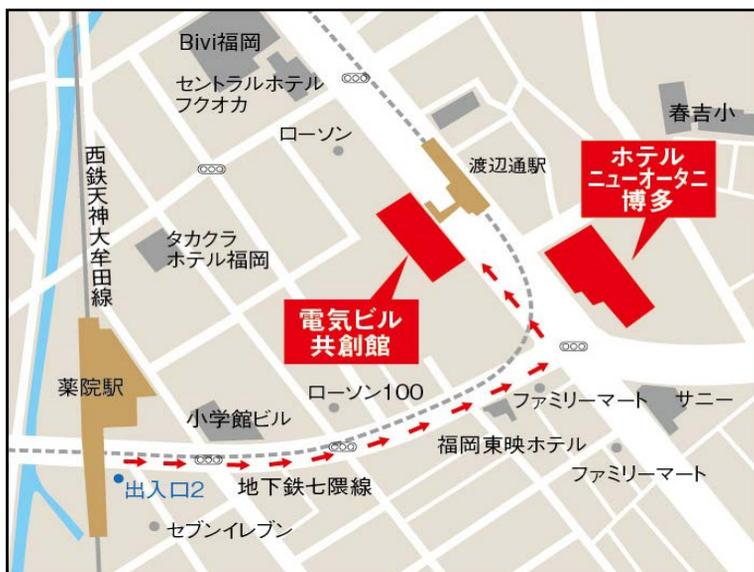 Bivi福岡
セントラルホテル
フクオカ
ローソン
春吉小
渡辺通駅
ホテル
ニューオータニ
博多
西鉄天神大牟田線
タカクラ
ホテル福岡
電気ビル
共創館
薬院駅
小学館ビル
ローソン100
ファミリーマート
サニー
福岡東映ホテル
ファミリーマート
出入口2
地下鉄七隈線
セブンイレブン